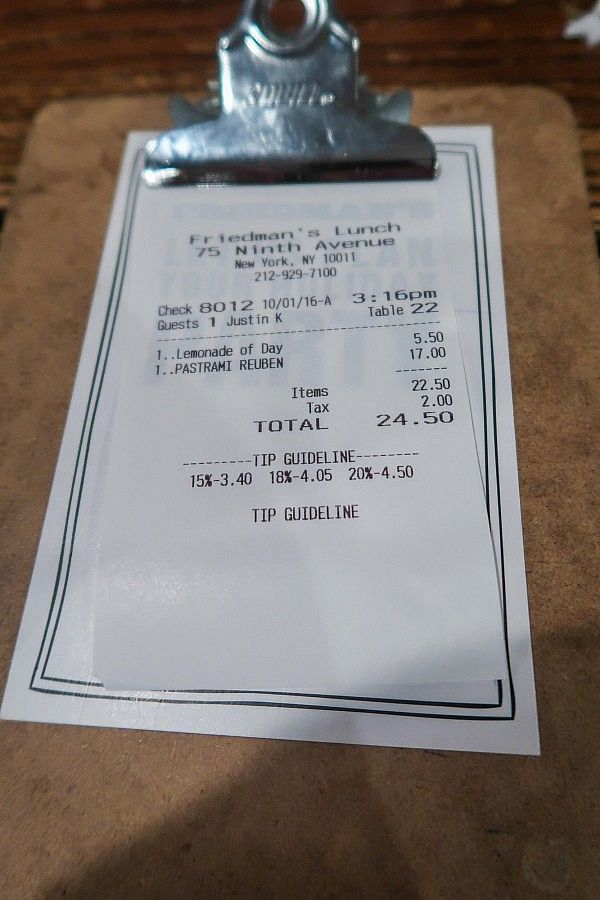 Friedman's Lunch
75 Ninth Avenue
New York, NY 10011
212-929-7100
Check 8012 10/01/16-A 3:16pm
Guests 1 Justin K Table 22
1..Lemonade of Day 5.50
1..PASTRAMI REUBEN 17.00
Items 22.50
Tax 2.00
TOTAL 24.50
---------TIP GUIDELINE--------
15%-3.40 18%-4.05 20%-4.50
TIP GUIDELINE